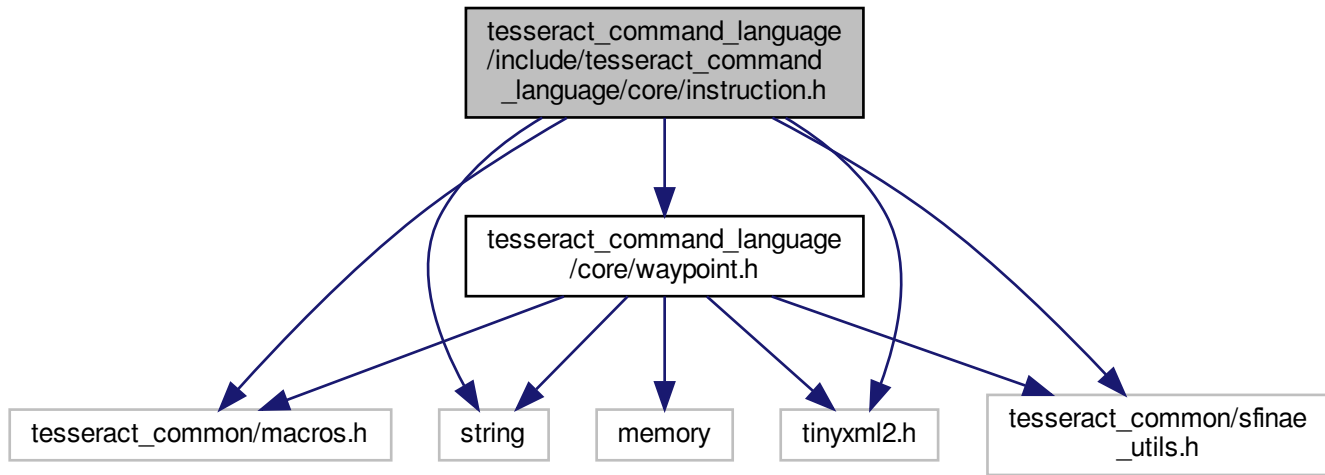 tesseract_command_language
/include/tesseract_command
_language/core/instruction.h
tesseract_command_language
/core/waypoint.h
tesseract_common/macros.h
string
memory
tinyxml2.h
tesseract_common/sfinae
_utils.h